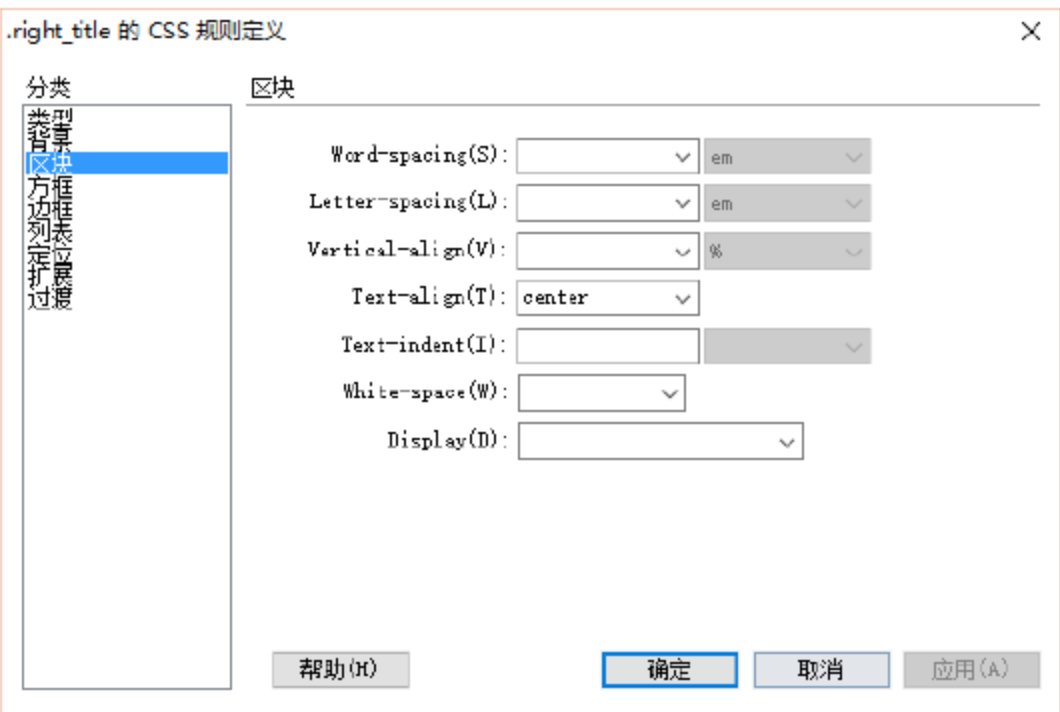 .right_title 的 CSS 规则定义
分类
区块
类型
背景
区块
方框
边框
列表
定位
扩展
过渡
Word-spacing(S):
em
Letter-spacing(L):
em
Vertical-align(V):
%
Text-align(T): center
Text-indent(I):
White-space(W):
Display(D):
帮助(H)
确定
取消
应用(A)